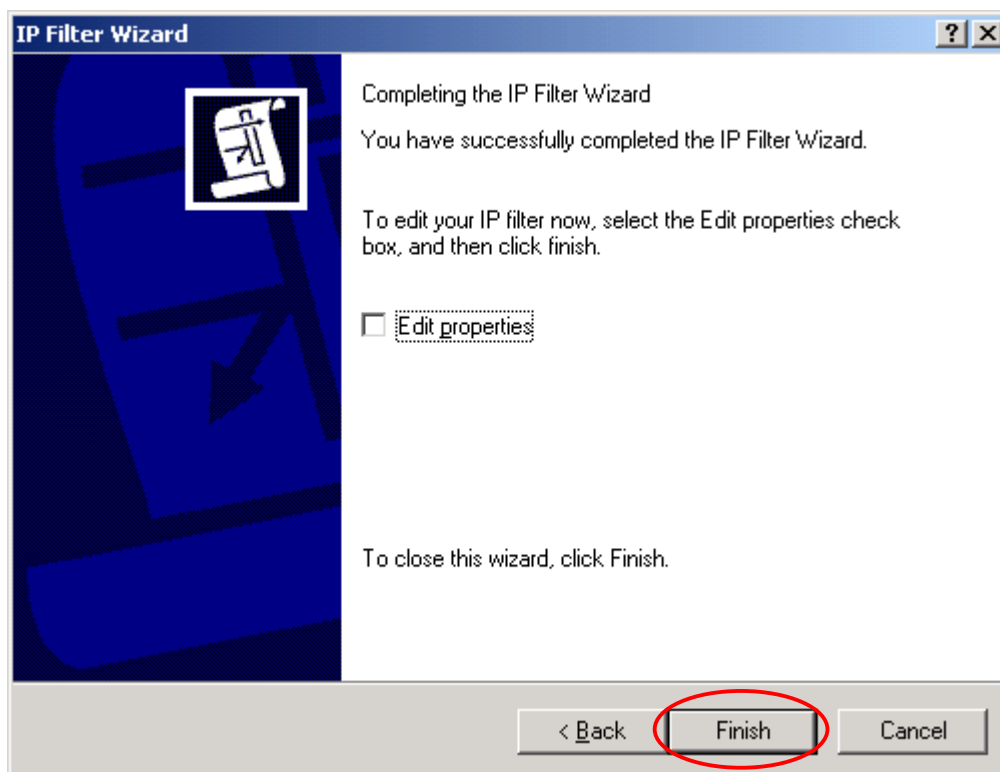 IP Filter Wizard
Completing the IP Filter Wizard
You have successfully completed the IP Filter Wizard.
To edit your IP filter now, select the Edit properties check
box, and then click finish.
Edit properties
To close this wizard, click Finish.
< Back
Finish
Cancel